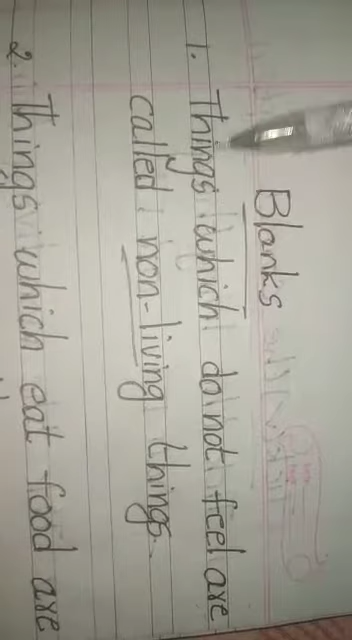 Blanks
1. Things which do not feel are
called non-living things.
2. Things which eat food are